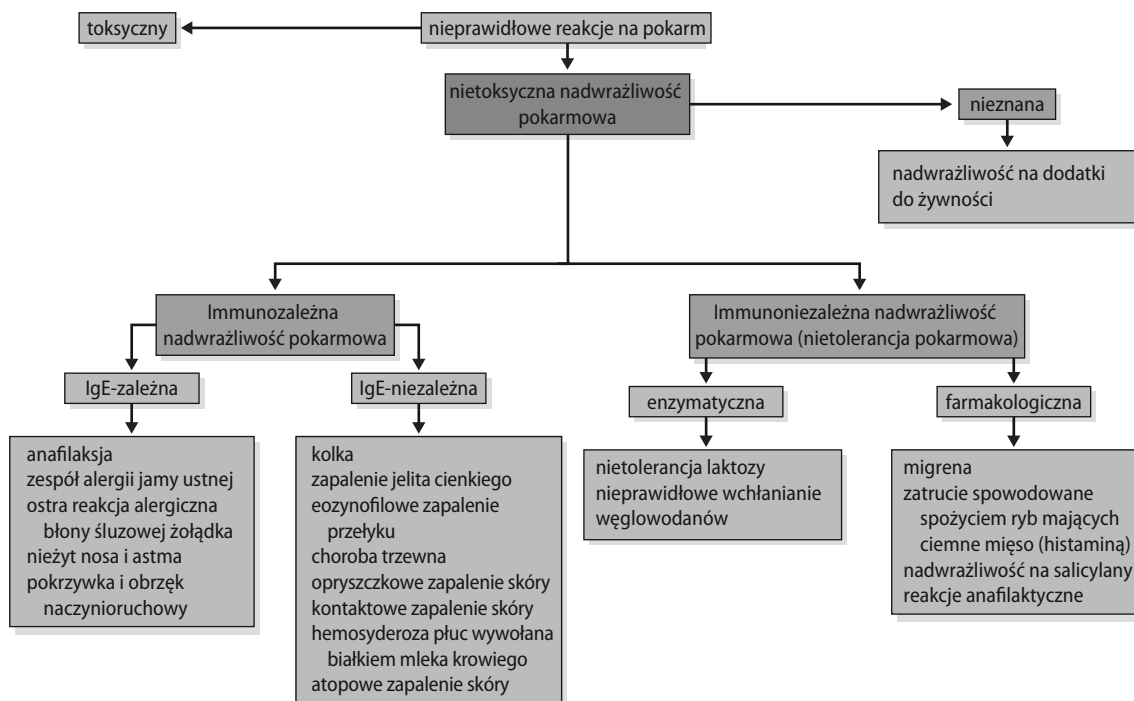 toksyczny
nieprawidłowe reakcje na pokarm
nietoksyczna nadwrażliwość
pokarmowa
nieznana
nadwrażliwość na dodatki
do żywności
Immunozależna
nadwrażliwość pokarmowa
Immunoniezależna nadwrażliwość
pokarmowa (nietolerancja pokarmowa)
IgE-zależna
IgE-niezależna
enzymatyczna
farmakologiczna
anafilaksja
zespół alergii jamy ustnej
ostra reakcja alergiczna
błony śluzowej żołądka
nieżyt nosa i astma
pokrzywka i obrzęk
naczynioruchowy
kolka
zapalenie jelita cienkiego
eozynofilowe zapalenie
przełyku
choroba trzewna
opryszczkowe zapalenie skóry
kontaktowe zapalenie skóry
hemosyderoza płuc wywołana
białkiem mleka krowiego
atopowe zapalenie skóry
nietolerancja laktozy
nieprawidłowe wchłanianie
węglowodanów
migrena
zatrucie spowodowane
spożyciem ryb mających
ciemne mięso (histaminą)
nadwrażliwość na salicylany
reakcje anafilaktyczne